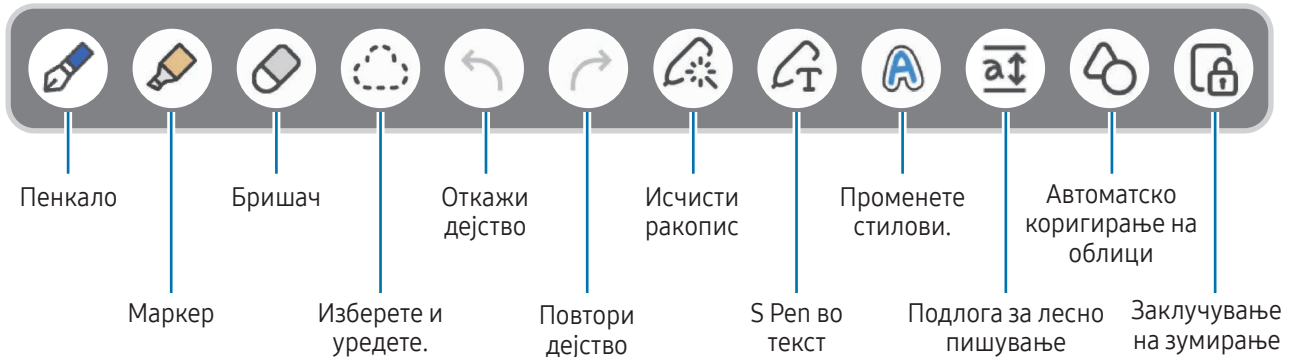 Пенкало
Бришач
Откажи
дејство
Исчисти
ракопис
Променете
стилови.
Автоматско
коригирање на
облици
Маркер
Изберете и
уредете.
Повтори
дејство
S Pen во
текст
Подлога за лесно
пишување
Заклучување
на зумирање